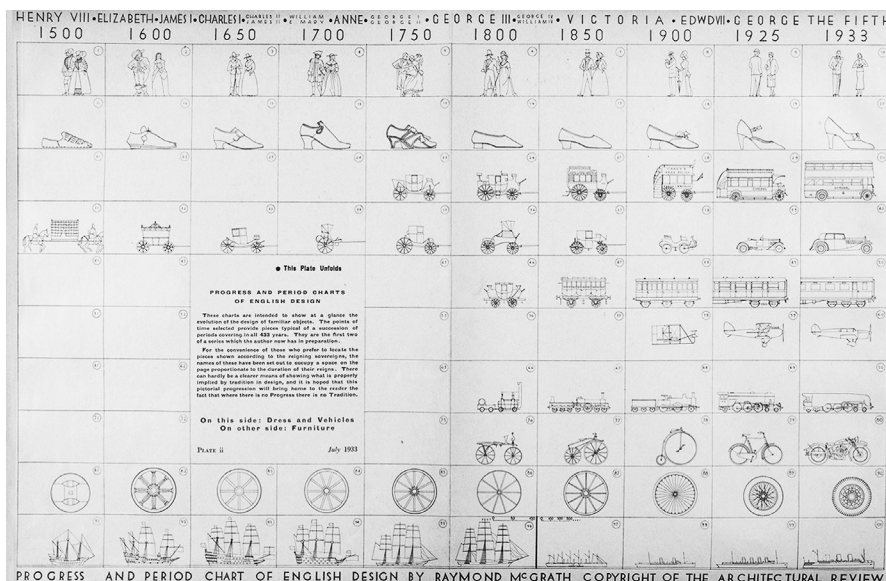 HENRY VIII • ELIZABETH • JAMES I • CHARLES I • CHARLES II JAMES II • WILLIAM & MARY • ANNE • GEORGE I GEORGE II • GEORGE III • GEORGE IV WILLIAM IV • VICTORIA • EDWD VII • GEORGE THE FIFTH
1500 1600 1650 1700 1750 1800 1850 1900 1925 1933
● This Plate Unfolds
PROGRESS AND PERIOD CHARTS
OF ENGLISH DESIGN
These charts are intended to show at a glance the
evolution of the design of familiar objects. The points of
time selected provide pieces typical of a succession of
periods covering in all 433 years. They are the first two
of a series which the author now has in preparation.
For the convenience of those who prefer to locate the
pieces shown according to the reigning sovereigns, the
names of these have been set out to occupy a space on the
page proportionate to the duration of their reigns. There
can hardly be a clearer means of showing what is properly
implied by tradition in design, and it is hoped that this
pictorial progression will bring home to the reader the
fact that where there is no Progress there is no Tradition.
On this side: Dress and Vehicles
On other side: Furniture
PLATE ii July 1933
PROGRESS AND PERIOD CHART OF ENGLISH DESIGN BY RAYMOND McGRATH COPYRIGHT OF THE ARCHITECTURAL REVIEW